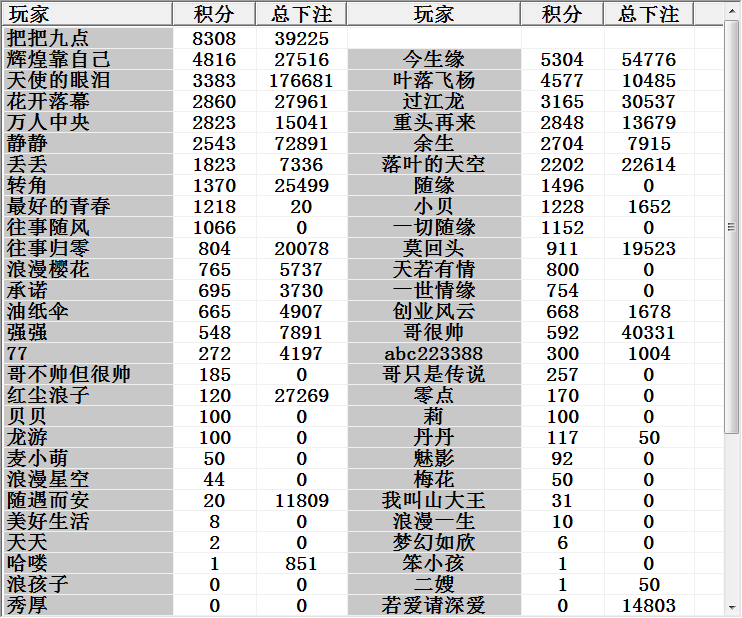 玩家 积分 总下注 玩家 积分 总下注
把把九点 8308 39225
辉煌靠自己 4816 27516 今生缘 5304 54776
天使的眼泪 3383 176681 叶落飞杨 4577 10485
花开落幕 2860 27961 过江龙 3165 30537
万人中央 2823 15041 重头再来 2848 13679
静静 2543 72891 余生 2704 7915
丢丢 1823 7336 落叶的天空 2202 22614
转角 1370 25499 随缘 1496 0
最好的青春 1218 20 小贝 1228 1652
往事随风 1066 0 一切随缘 1152 0
往事归零 804 20078 莫回头 911 19523
浪漫樱花 765 5737 天若有情 800 0
承诺 695 3730 一世情缘 754 0
油纸伞 665 4907 创业风云 668 1678
强强 548 7891 哥很帅 592 40331
77 272 4197 abc223388 300 1004
哥不帅但很帅 185 0 哥只是传说 257 0
红尘浪子 120 27269 零点 170 0
贝贝 100 0 莉 100 0
龙游 100 0 丹丹 117 50
麦小萌 50 0 魅影 92 0
浪漫星空 44 0 梅花 50 0
随遇而安 20 11809 我叫山大王 31 0
美好生活 8 0 浪漫一生 10 0
天天 2 0 梦幻如欣 6 0
哈喽 1 851 笨小孩 1 0
浪孩子 0 0 二嫂 1 50
秀厚 0 0 若爱请深爱 0 14803